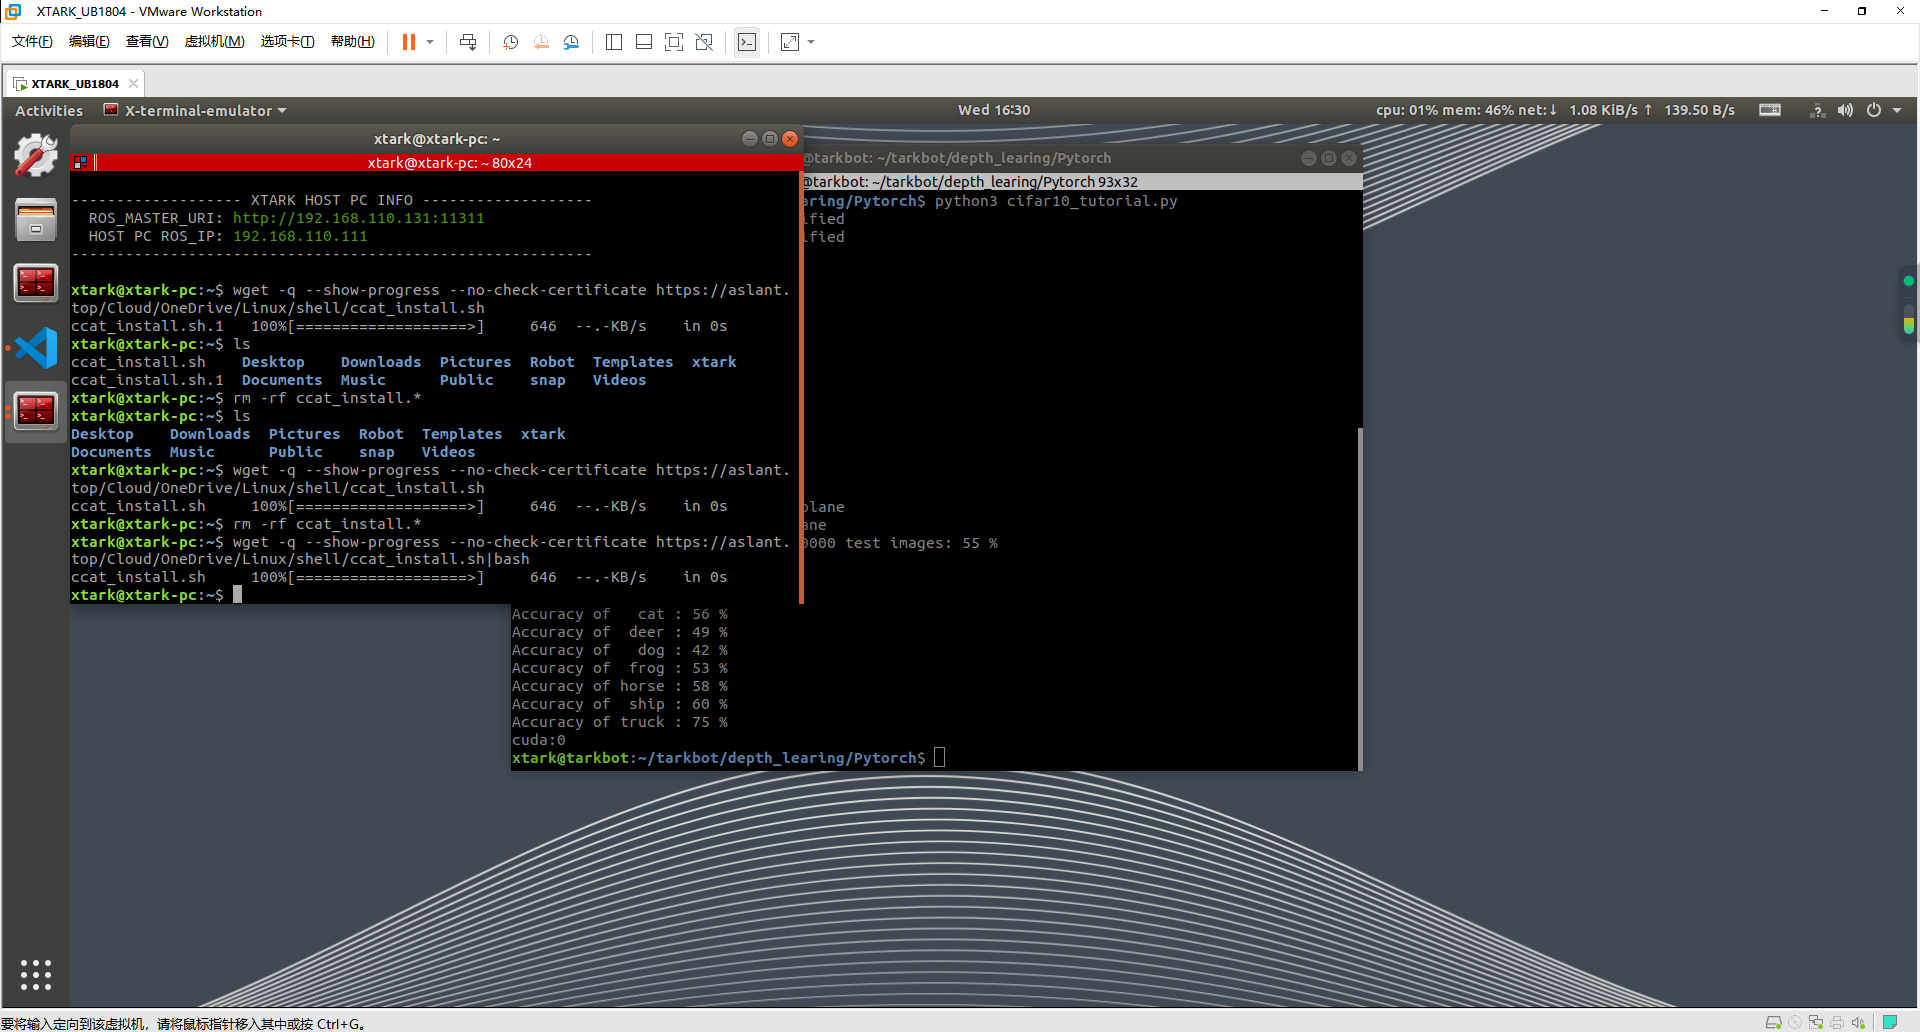 XTARK_UB1804 - VMware Workstation
文件(F) 编辑(E) 查看(V) 虚拟机(M) 选项卡(T) 帮助(H)
XTARK_UB1804
Activities X-terminal-emulator Wed 16:30 cpu: 01% mem: 46% net:↓ 1.08 KiB/s ↑ 139.50 B/s
xtark@xtark-pc: ~
xtark@xtark-pc: ~ 80x24
------------------- XTARK HOST PC INFO -------------------
ROS_MASTER_URI: http://192.168.110.131:11311
HOST PC ROS_IP: 192.168.110.111
----------------------------------------------------------
xtark@xtark-pc:~$ wget -q --show-progress --no-check-certificate https://aslant.
top/Cloud/OneDrive/Linux/shell/ccat_install.sh
ccat_install.sh.1 100%[===================>] 646 --.-KB/s in 0s
xtark@xtark-pc:~$ ls
ccat_install.sh Desktop Downloads Pictures Robot Templates xtark
ccat_install.sh.1 Documents Music Public snap Videos
xtark@xtark-pc:~$ rm -rf ccat_install.*
xtark@xtark-pc:~$ ls
Desktop Downloads Pictures Robot Templates xtark
Documents Music Public snap Videos
xtark@xtark-pc:~$ wget -q --show-progress --no-check-certificate https://aslant.
top/Cloud/OneDrive/Linux/shell/ccat_install.sh
ccat_install.sh 100%[===================>] 646 --.-KB/s in 0s
xtark@xtark-pc:~$ rm -rf ccat_install.*
xtark@xtark-pc:~$ wget -q --show-progress --no-check-certificate https://aslant.
top/Cloud/OneDrive/Linux/shell/ccat_install.sh|bash
ccat_install.sh 100%[===================>] 646 --.-KB/s in 0s
xtark@xtark-pc:~$
@tarkbot: ~/tarkbot/depth_learing/Pytorch
@tarkbot: ~/tarkbot/depth_learing/Pytorch 93x32
aring/Pytorch$ python3 cifar10_tutorial.py
ified
ified
plane
ane
0000 test images: 55 %
Accuracy of cat : 56 %
Accuracy of deer : 49 %
Accuracy of dog : 42 %
Accuracy of frog : 53 %
Accuracy of horse : 58 %
Accuracy of ship : 60 %
Accuracy of truck : 75 %
cuda:0
xtark@tarkbot:~/tarkbot/depth_learing/Pytorch$
要将输入定向到该虚拟机，请将鼠标指针移入其中或按 Ctrl+G。